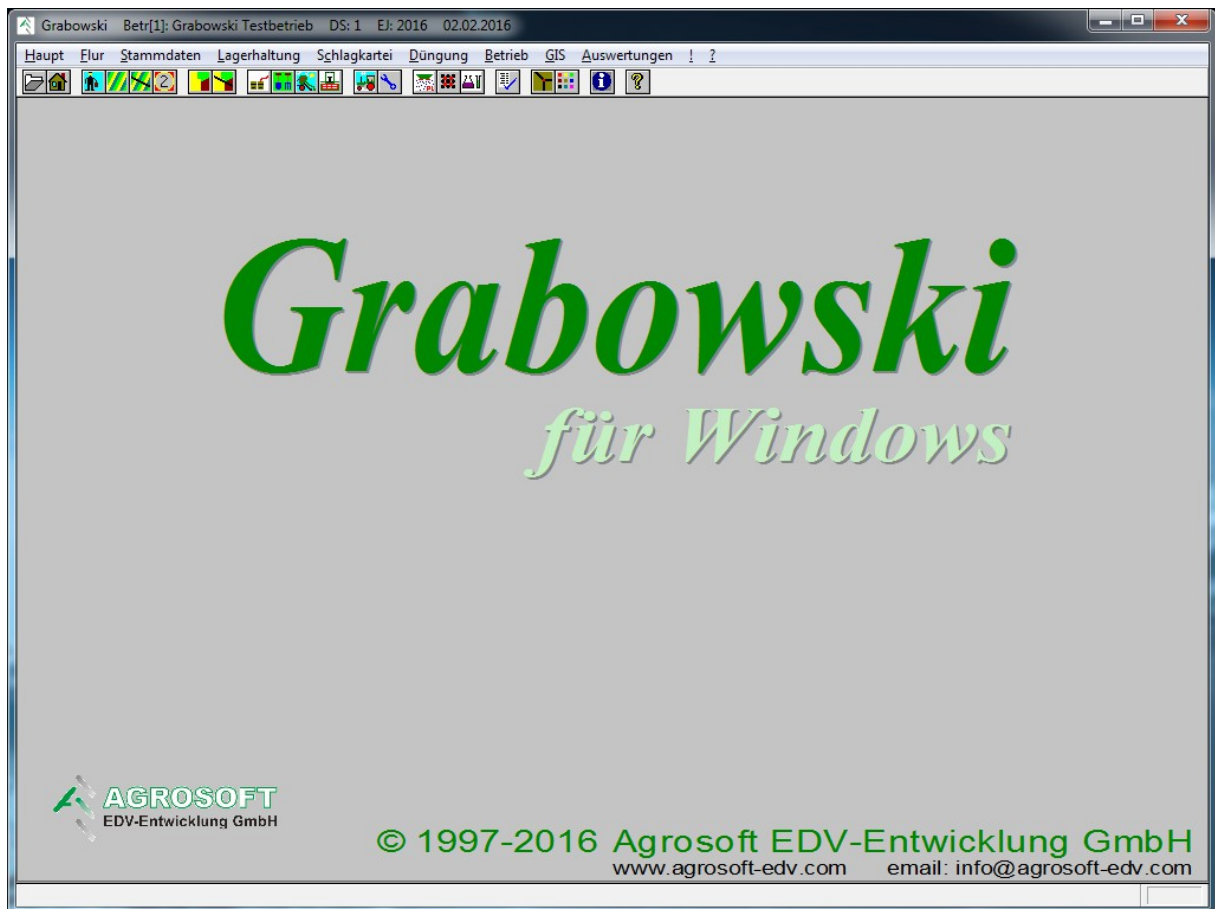 Grabowski Betr[1]: Grabowski Testbetrieb DS: 1 EJ: 2016 02.02.2016
Haupt Flur Stammdaten Lagerhaltung Schlagkartei Düngung Betrieb GIS Auswertungen ! ?
Grabowski
für Windows
AGROSOFT
EDV-Entwicklung GmbH
© 1997-2016 Agrosoft EDV-Entwicklung GmbH
www.agrosoft-edv.com email: info@agrosoft-edv.com